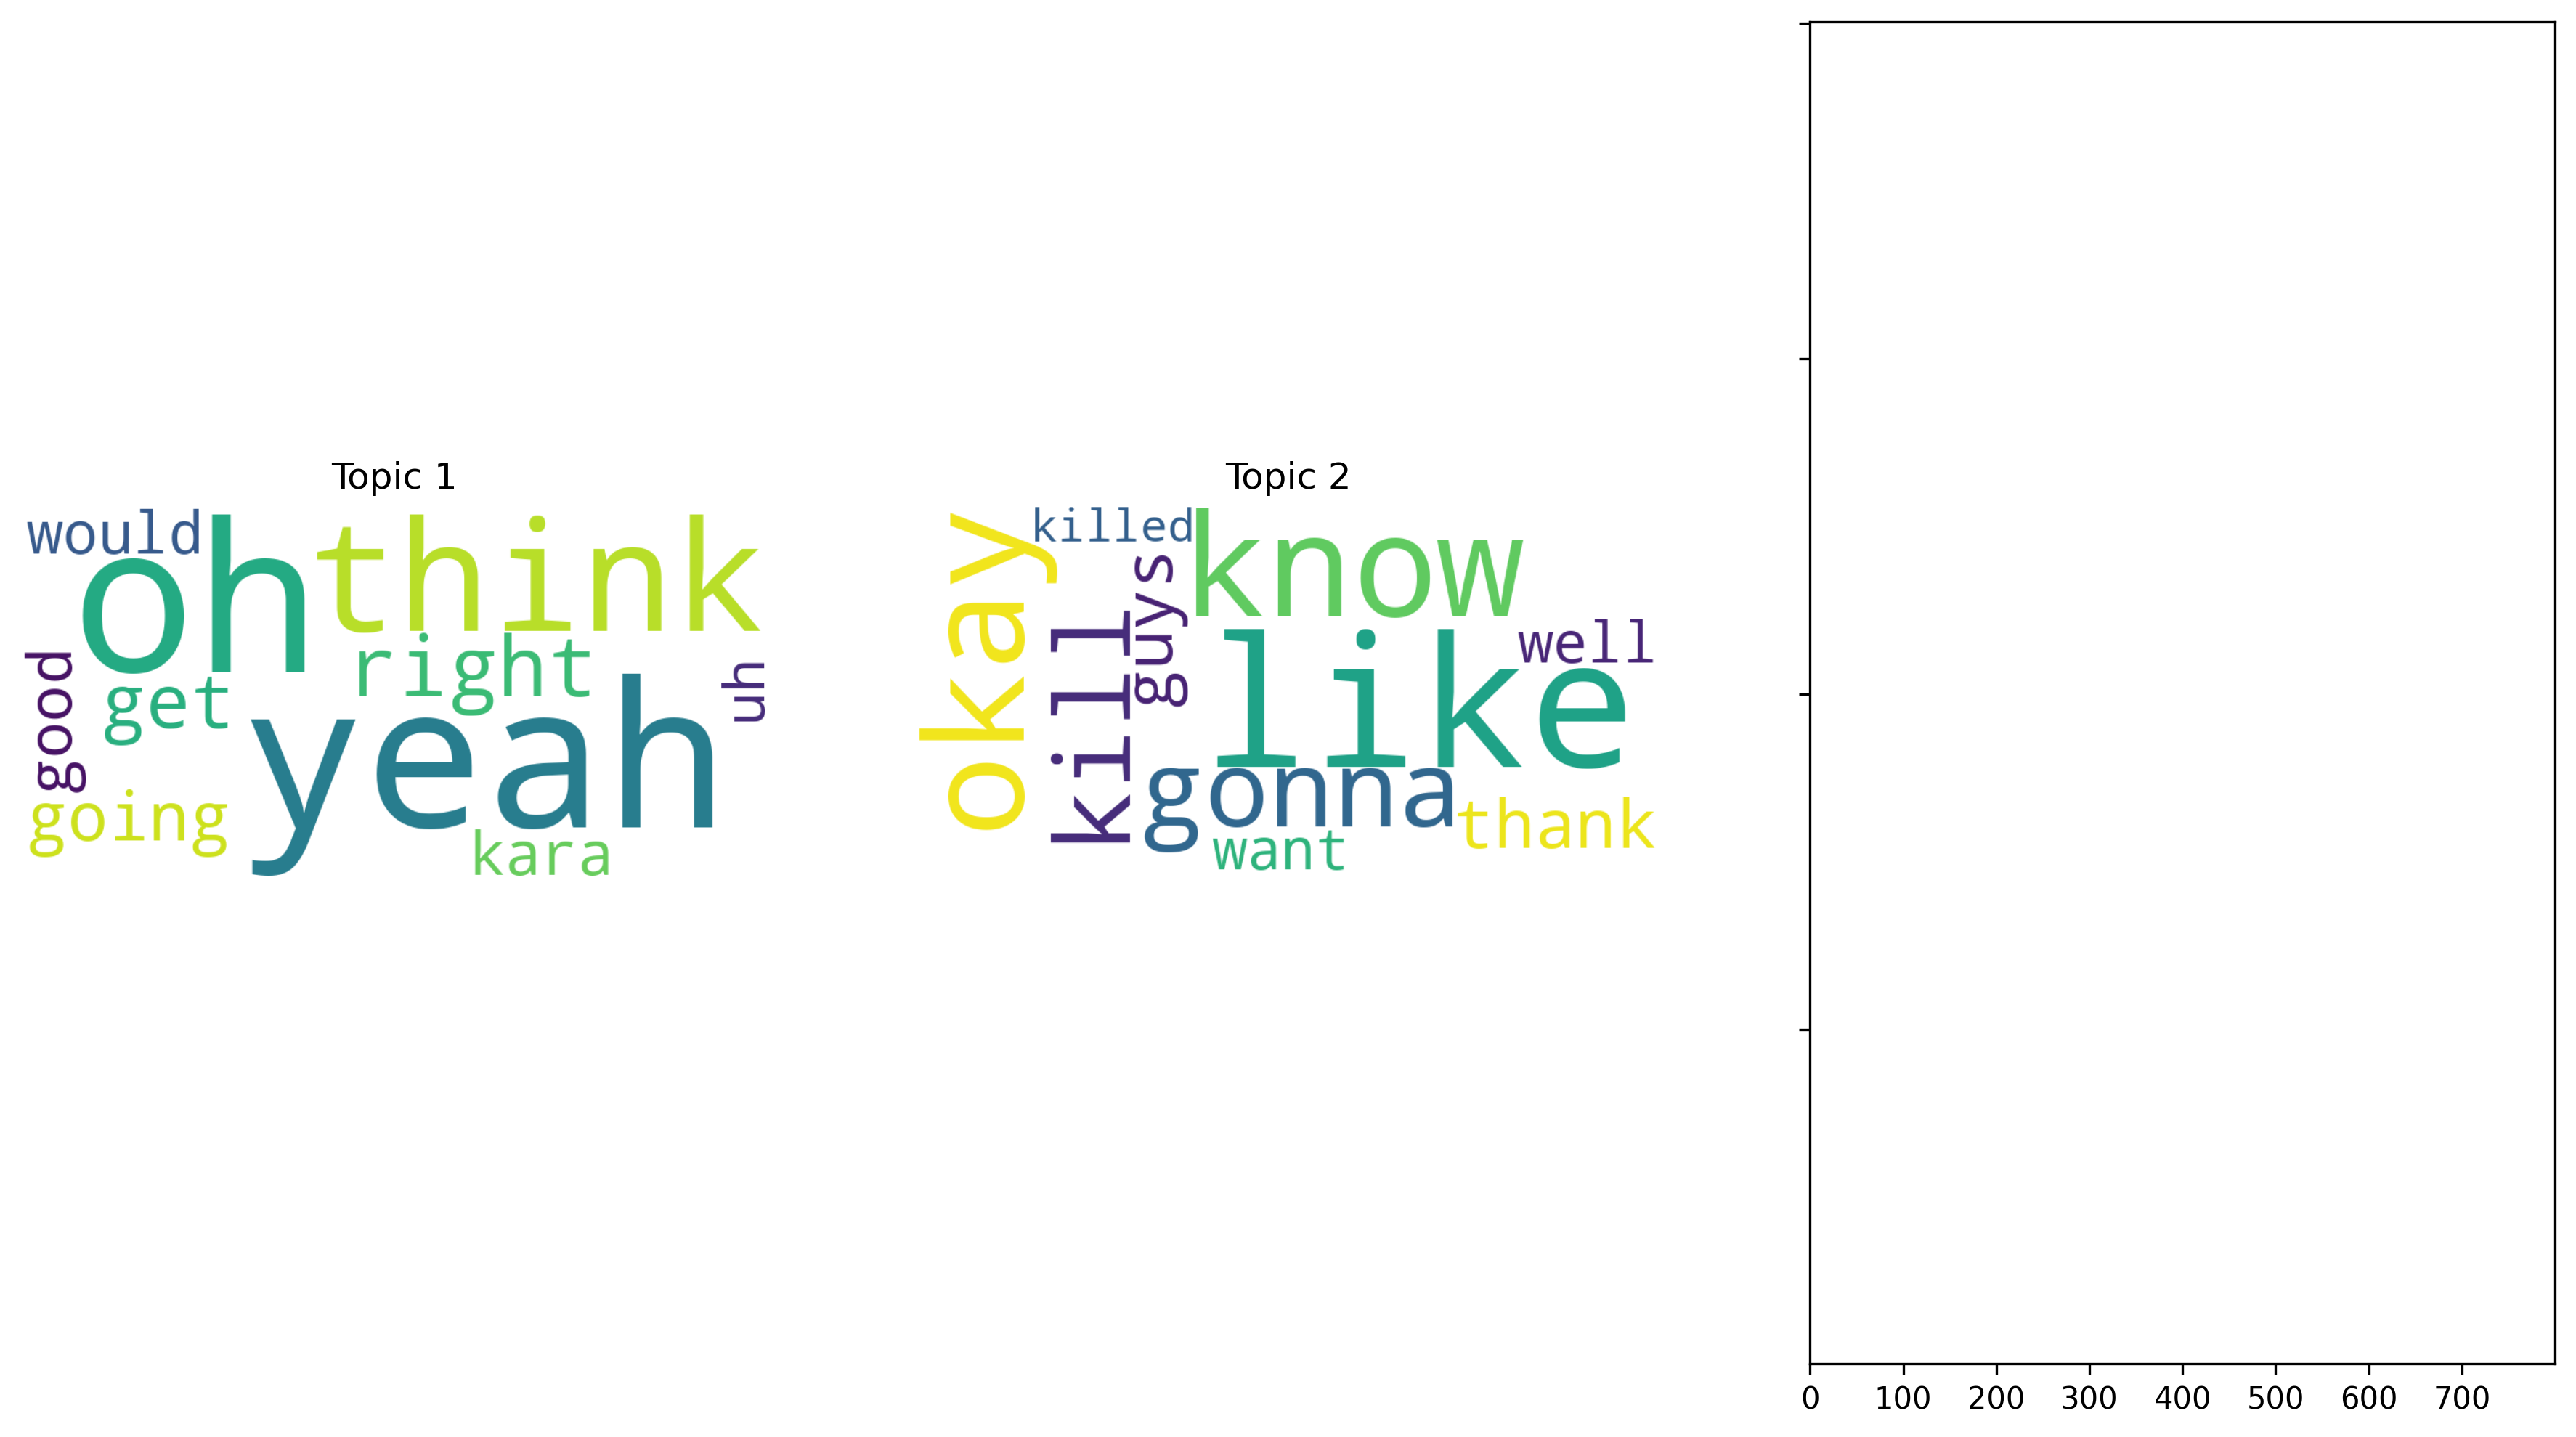 Topic 1
would
oh
think
right
good
get
uh
yeah
going
kara
Topic 2
okay
killed
know
guys
kill
well
like
gonna
thank
want
0 100 200 300 400 500 600 700